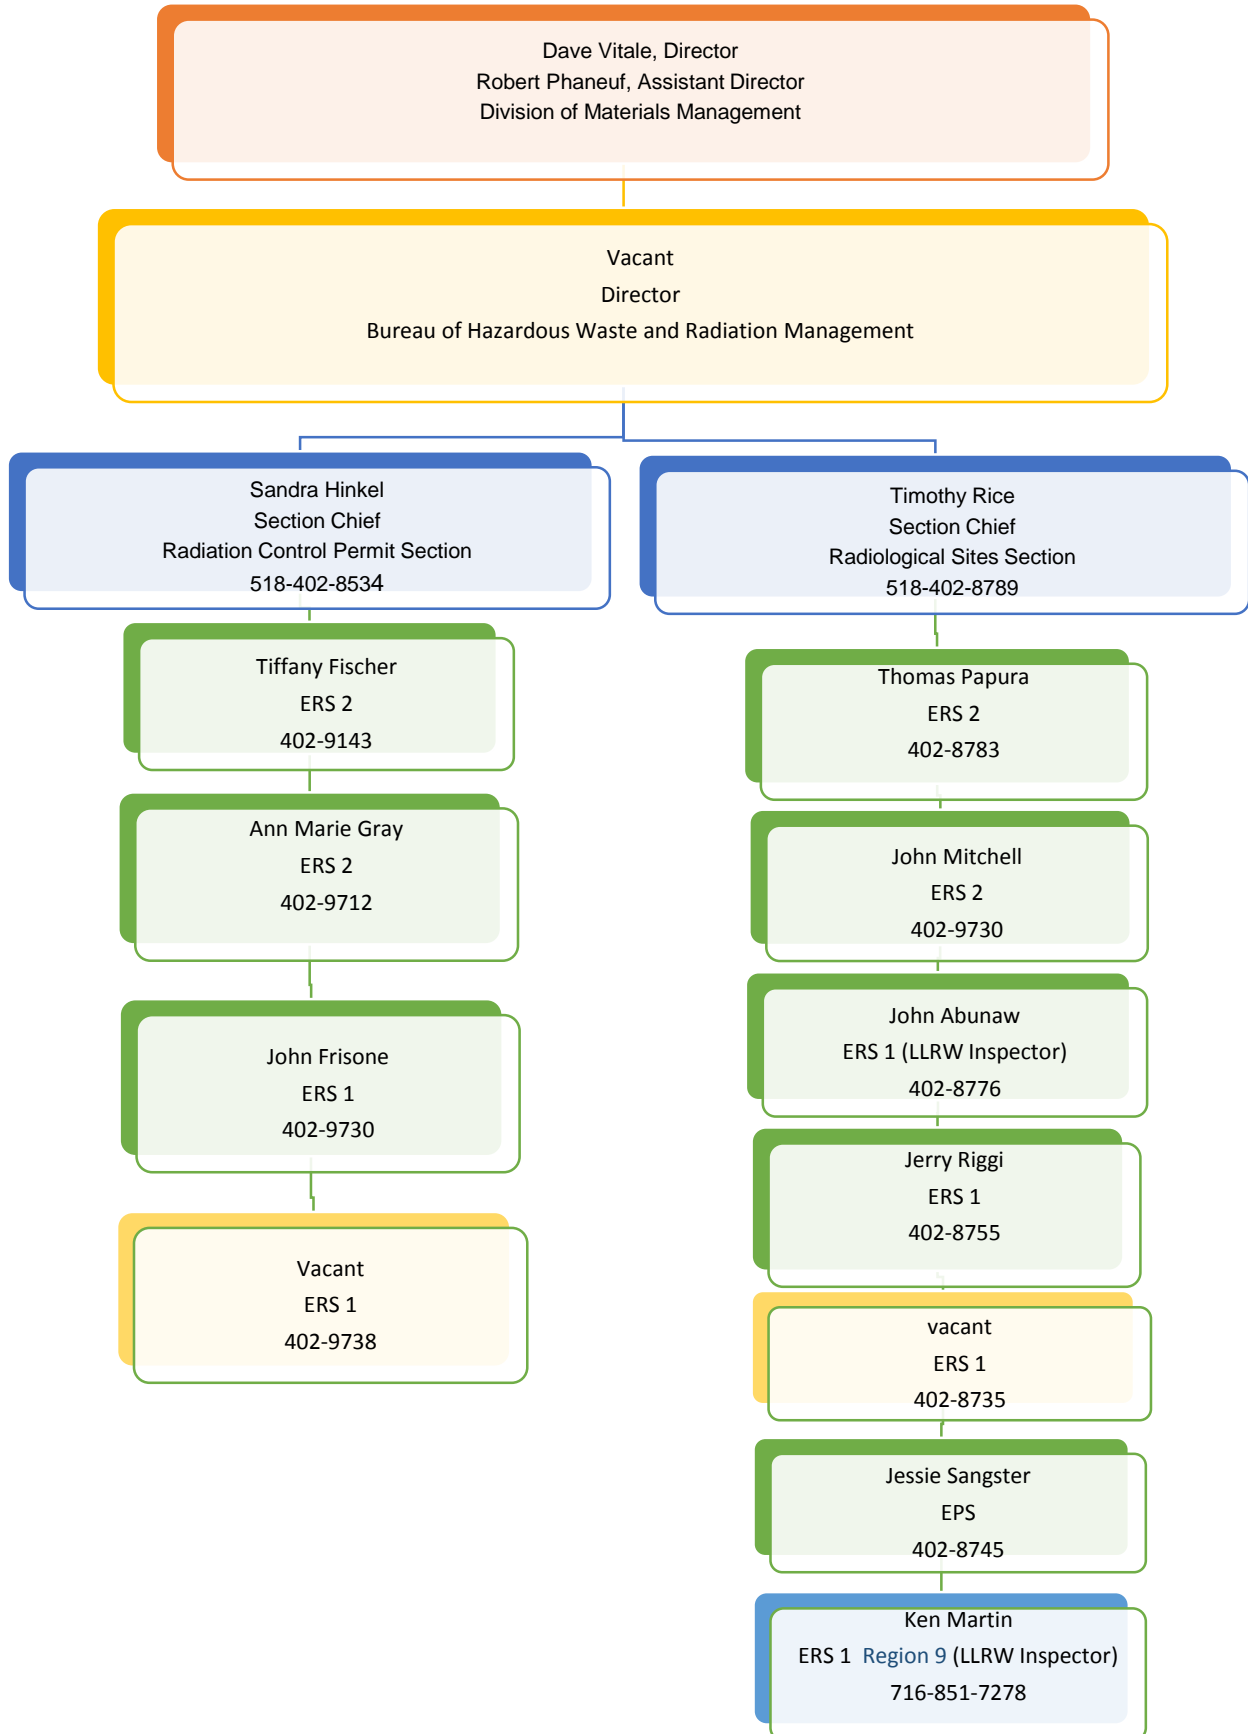 Dave Vitale, Director
Robert Phaneuf, Assistant Director
Division of Materials Management
Vacant
Director
Bureau of Hazardous Waste and Radiation Management
Sandra Hinkel
Section Chief
Radiation Control Permit Section
518-402-8534
Tiffany Fischer
ERS 2
402-9143
Ann Marie Gray
ERS 2
402-9712
John Frisone
ERS 1
402-9730
Vacant
ERS 1
402-9738
Timothy Rice
Section Chief
Radiological Sites Section
518-402-8789
Thomas Papura
ERS 2
402-8783
John Mitchell
ERS 2
402-9730
John Abunaw
ERS 1 (LLRW Inspector)
402-8776
Jerry Riggi
ERS 1
402-8755
vacant
ERS 1
402-8735
Jessie Sangster
EPS
402-8745
Ken Martin
ERS 1 Region 9 (LLRW Inspector)
716-851-7278